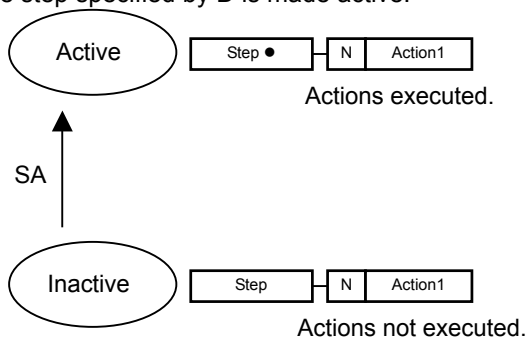 step specified by B is made active.
Active
Step ● N Action1
Actions executed.
SA
Inactive
Step N Action1
Actions not executed.